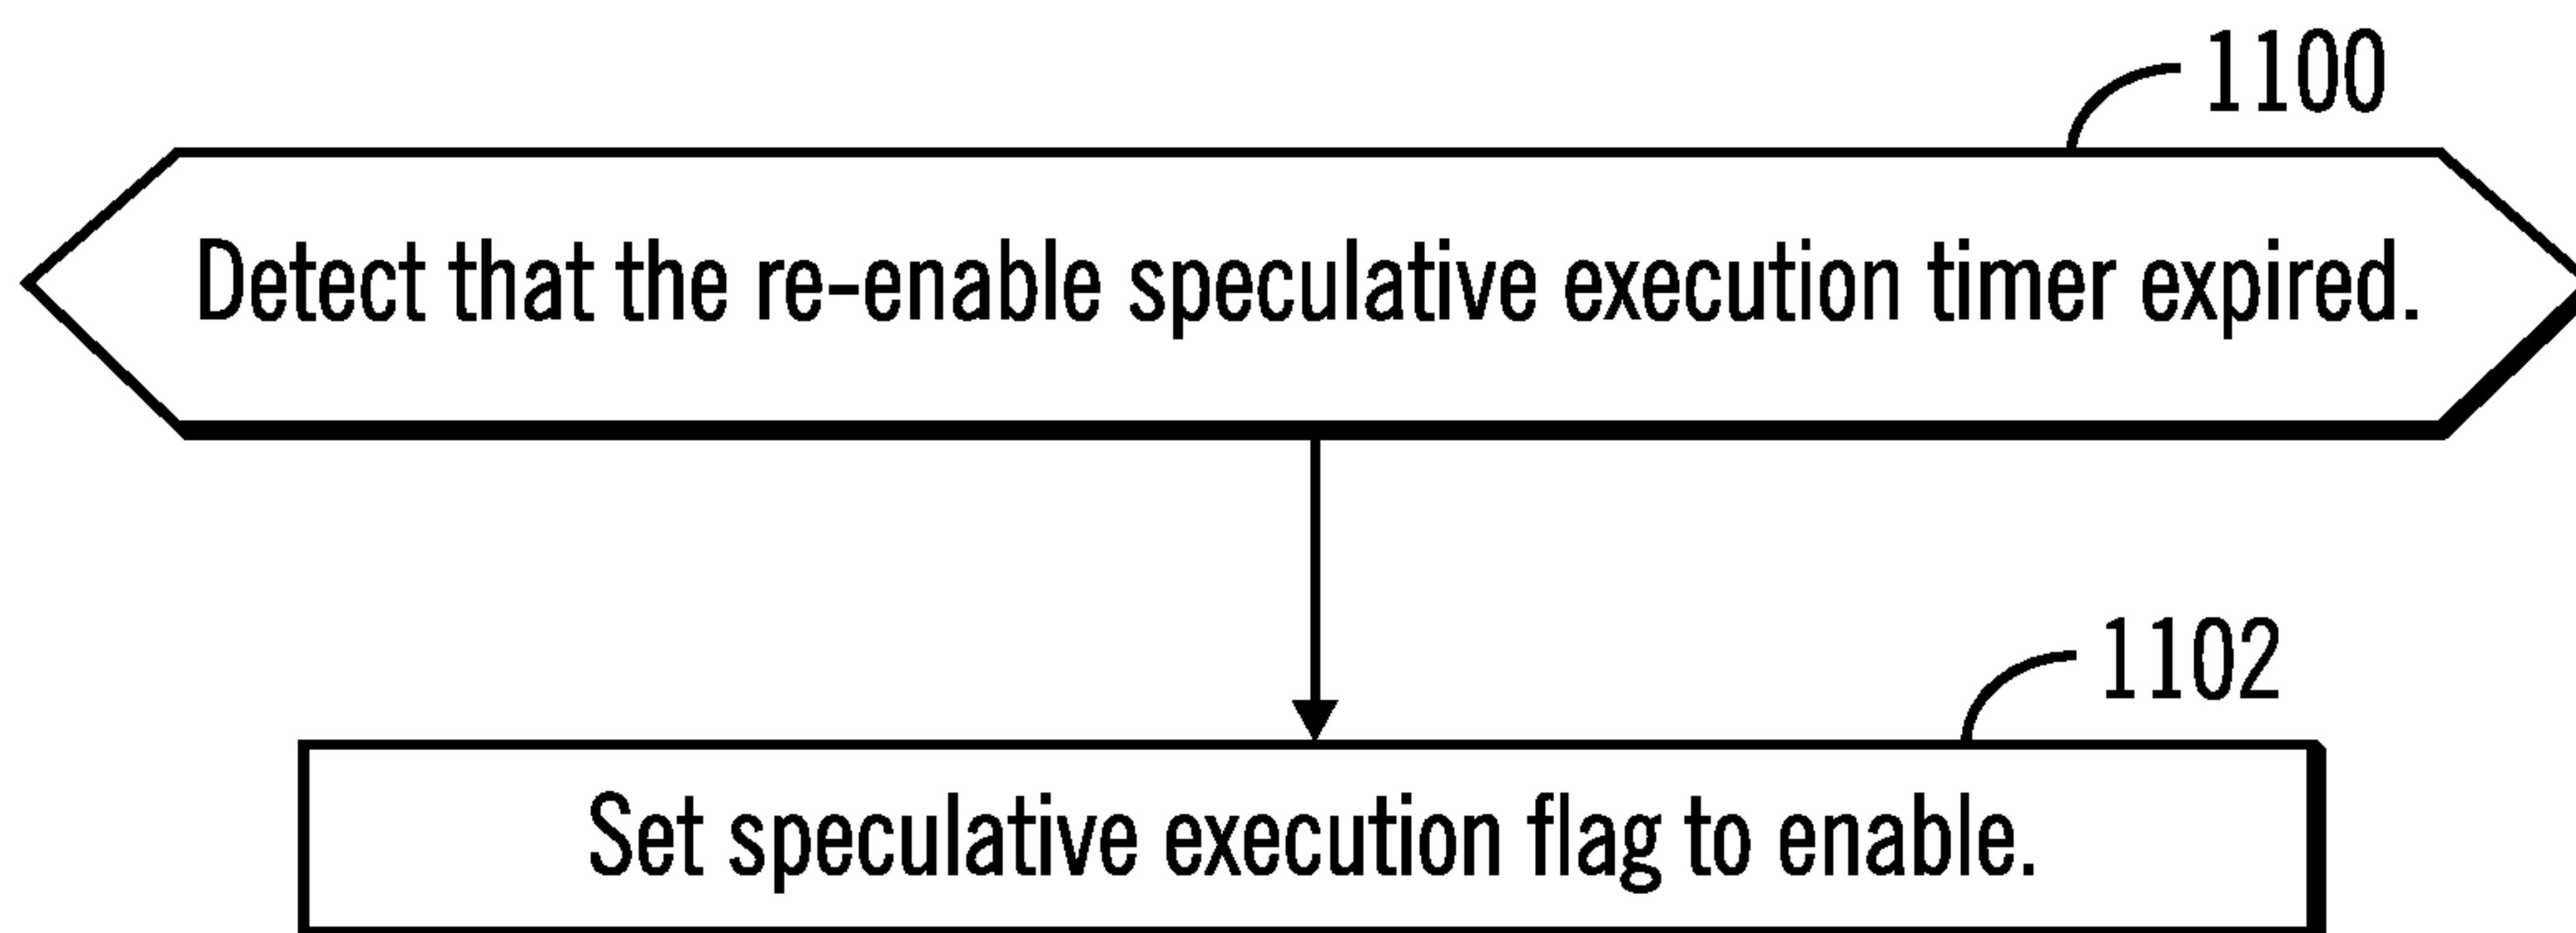 1100
Detect that the re-enable speculative execution timer expired.
1102
Set speculative execution flag to enable.